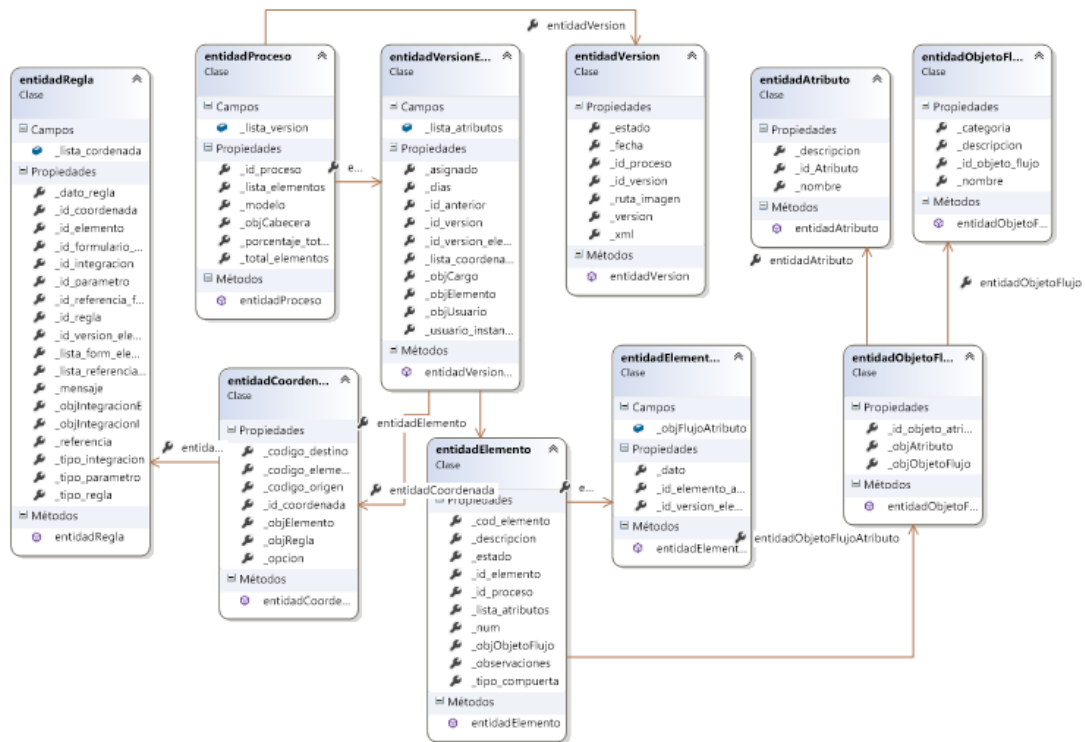 entidadVersion
entidadRegla
Clase
Campos
_lista_cordenada
Propiedades
_dato_regla
_id_coordenada
_id_elemento
_id_formulario_...
_id_integracion
_id_parametro
_id_referencia_f...
_id_regla
_id_version_ele...
_lista_form_ele...
_lista_referencia...
_mensaje
_objIntegracionE
_objIntegracionI
_referencia
_tipo_integracion
_tipo_parametro
_tipo_regla
Métodos
entidadRegla
entidadProceso
Clase
Campos
_lista_version
Propiedades
_id_proceso
_lista_elementos
_modelo
_objCabecera
_porcentaje_tot...
_total_elementos
Métodos
entidadProceso
e...
entidadVersionE...
Clase
Campos
_lista_atributos
Propiedades
_asignado
_dias
_id_anterior
_id_version
_id_version_ele...
_lista_coordena...
_objCargo
_objElemento
_objUsuario
_usuario_instan...
Métodos
entidadVersion...
entidadVersion
Clase
Propiedades
_estado
_fecha
_id_proceso
_id_version
_ruta_imagen
_version
_xml
Métodos
entidadVersion
entidadAtributo
Clase
Propiedades
_descripcion
_id_Atributo
_nombre
Métodos
entidadAtributo
entidadAtributo
entidadObjetoFl...
Clase
Propiedades
_categoria
_descripcion
_id_objeto_flujo
_nombre
Métodos
entidadObjetoF...
entidadObjetoFlujo
entidadCoorden...
Clase
Propiedades
_codigo_destino
_codigo_eleme...
_codigo_origen
_id_coordenada
_objElemento
_objRegla
_opcion
Métodos
entidadCoorde...
entida...
entidadElemento
entidadCoordenada
entidadElemento
Clase
Propiedades
_cod_elemento
_descripcion
_estado
_id_elemento
_id_proceso
_lista_atributos
_num
_objObjetoFlujo
_observaciones
_tipo_compuerta
Métodos
entidadElemento
e...
entidadElement...
Clase
Campos
_objFlujoAtributo
Propiedades
_dato
_id_elemento_a...
_id_version_ele...
Métodos
entidadElement...
entidadObjetoFlujoAtributo
entidadObjetoFl...
Clase
Propiedades
_id_objeto_atri...
_objAtributo
_objObjetoFlujo
Métodos
entidadObjetoF...